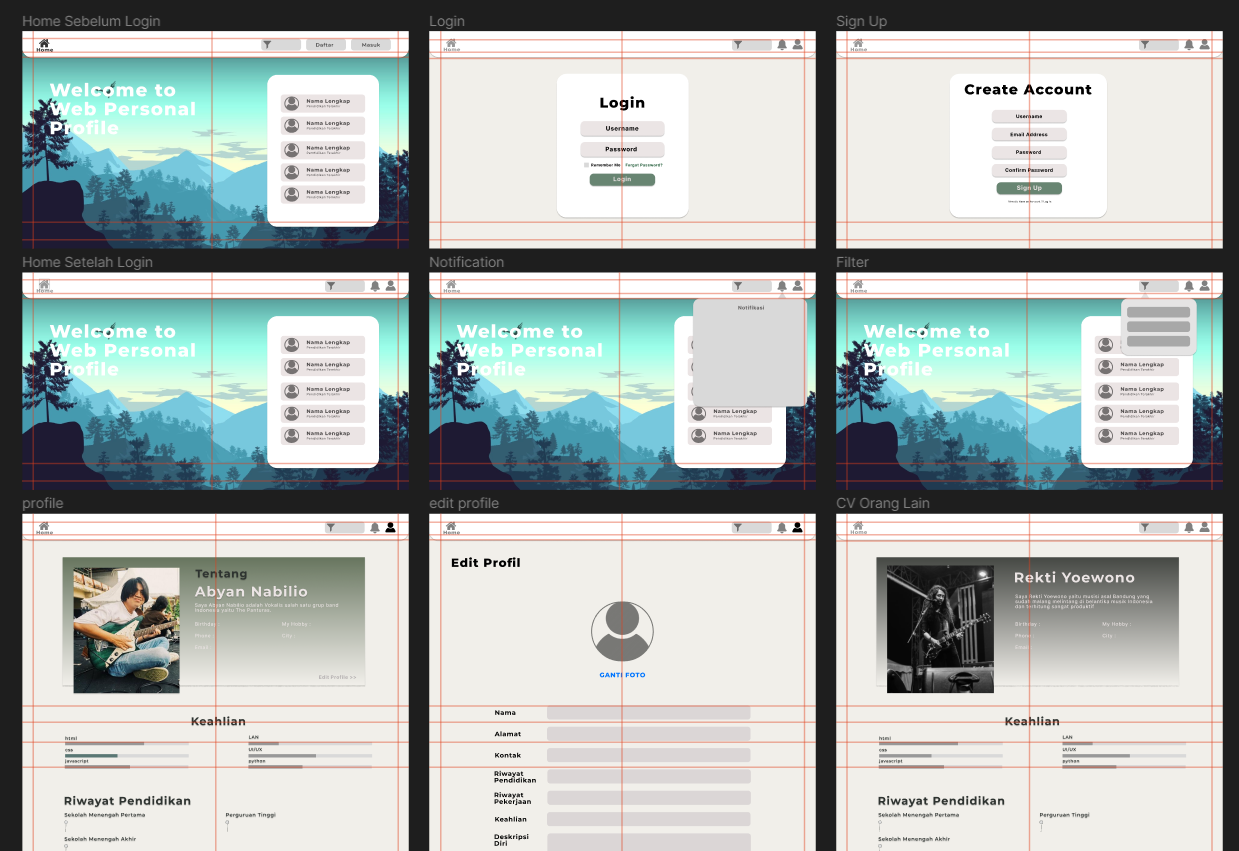 Home Sebelum Login
Login
Sign Up
Home
Daftar
Masuk
Welcome to
Web Personal
Profile
Nama Lengkap
Pendidikan Terakhir
Nama Lengkap
Pendidikan Terakhir
Nama Lengkap
Pendidikan Terakhir
Nama Lengkap
Pendidikan Terakhir
Nama Lengkap
Pendidikan Terakhir
Home
Login
Username
Password
Remember Me
Forgot Password?
Login
Home
Create Account
Username
Email Address
Password
Confirm Password
Sign Up
Home Setelah Login
Notification
Filter
Home
Welcome to
Web Personal
Profile
Nama Lengkap
Pendidikan Terakhir
Nama Lengkap
Pendidikan Terakhir
Nama Lengkap
Pendidikan Terakhir
Nama Lengkap
Pendidikan Terakhir
Nama Lengkap
Pendidikan Terakhir
Home
Notifikasi
Welcome to
Web Personal
Profile
Nama Lengkap
Pendidikan Terakhir
Nama Lengkap
Pendidikan Terakhir
Home
Welcome to
Web Personal
Profile
Nama Lengkap
Pendidikan Terakhir
Nama Lengkap
Pendidikan Terakhir
Nama Lengkap
Pendidikan Terakhir
Nama Lengkap
Pendidikan Terakhir
profile
edit profile
CV Orang Lain
Home
Tentang
Abyan Nabilio
Saya Abyan Nabilio adalah Vokalis salah satu grup band
Indonesia yaitu The Pantatau.
Birthday :
My Hobby :
Phone :
City :
Email :
Edit Profile >>
Keahlian
html
LAN
css
UI/UX
javascript
python
Riwayat Pendidikan
Sekolah Menengah Pertama
Perguruan Tinggi
Sekolah Menengah Akhir
Home
Edit Profil
GANTI FOTO
Nama
Alamat
Kontak
Riwayat
Pendidikan
Riwayat
Pekerjaan
Keahlian
Deskripsi
Diri
Home
Rekti Yoewono
Saya Rekti Yoewono yaitu musisi asal Bandung yang
sudah malang melintang di berantika musik Indonesia
dan terhitung sangat produktif
Birthday :
My Hobby :
Phone :
City :
Email :
Keahlian
html
LAN
css
UI/UX
javascript
python
Riwayat Pendidikan
Sekolah Menengah Pertama
Perguruan Tinggi
Sekolah Menengah Akhir